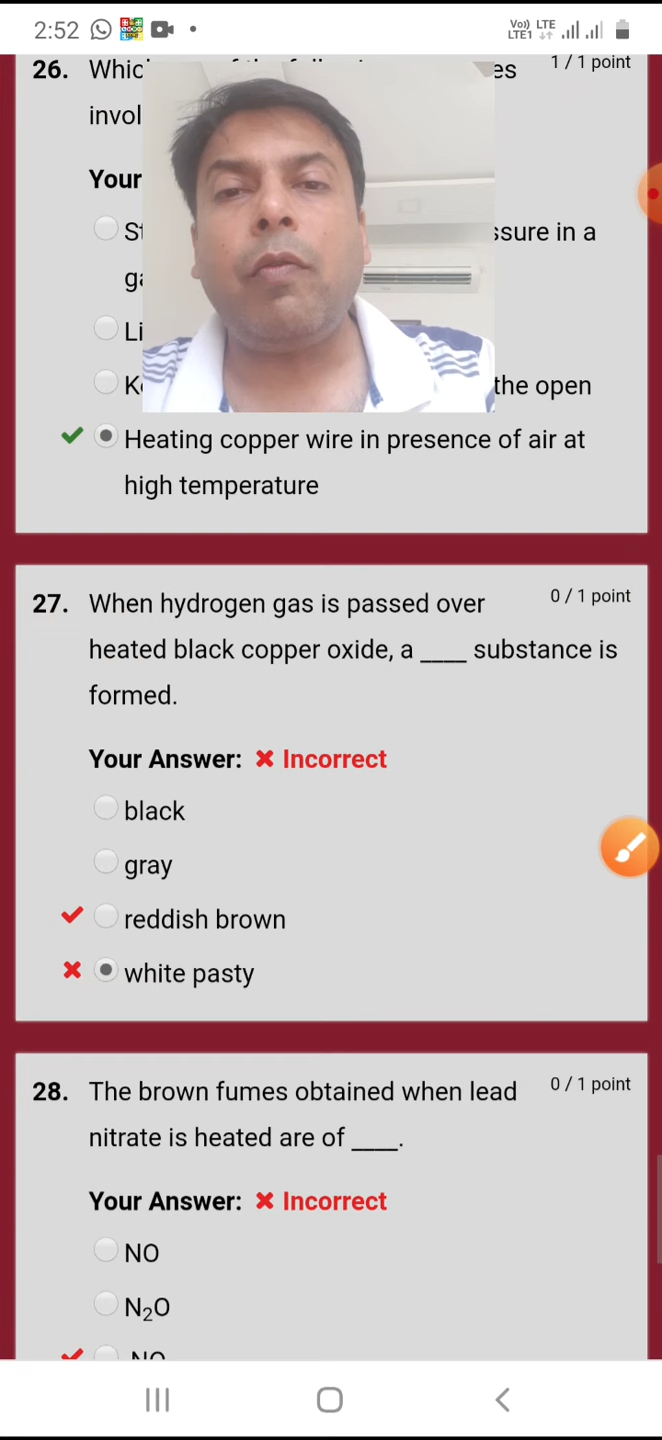 2:52
Vo)) LTE
LTE1
26. es 1 / 1 point
invol
Your
ssure in a
Li
the open
Heating copper wire in presence of air at
high temperature
27. When hydrogen gas is passed over 0 / 1 point
heated black copper oxide, a ____ substance is
formed.
Your Answer: ✖ Incorrect
black
gray
reddish brown
white pasty
28. The brown fumes obtained when lead 0 / 1 point
nitrate is heated are of ____.
Your Answer: ✖ Incorrect
NO
N₂O